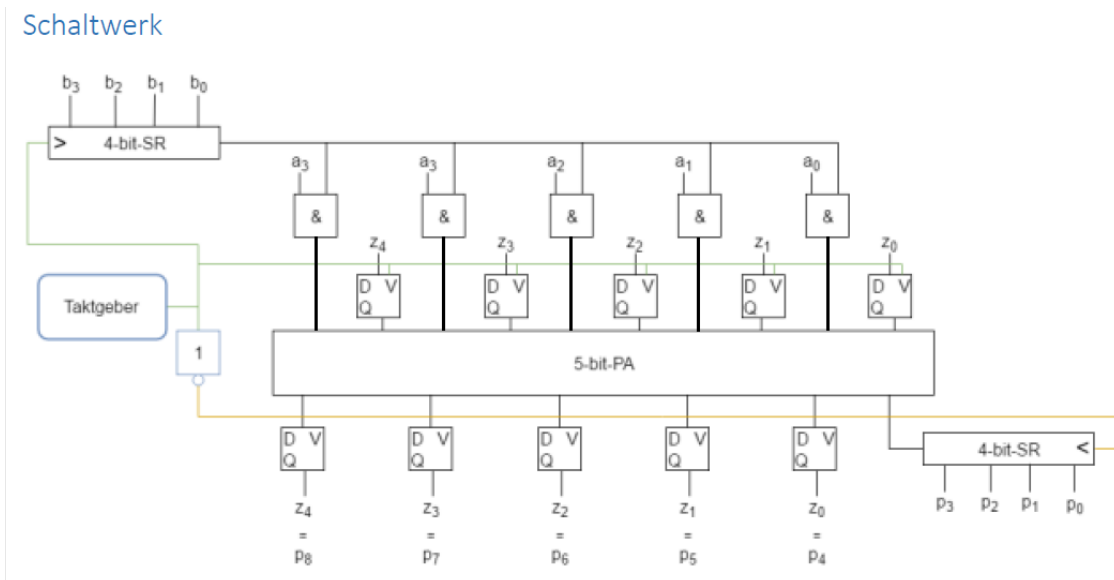 Schaltwerk
b₃ b₂ b₁ b₀
> 4-bit-SR
a₃ a₃ a₂ a₁ a₀
& & & & &
z₄ z₃ z₂ z₁ z₀
D V D V D V D V D V
Q Q Q Q Q
Taktgeber
1
5-bit-PA
D V D V D V D V D V
Q Q Q Q Q
4-bit-SR <
z₄ z₃ z₂ z₁ z₀
= = = = =
p₈ p₇ p₆ p₅ p₄
p₃ p₂ p₁ p₀